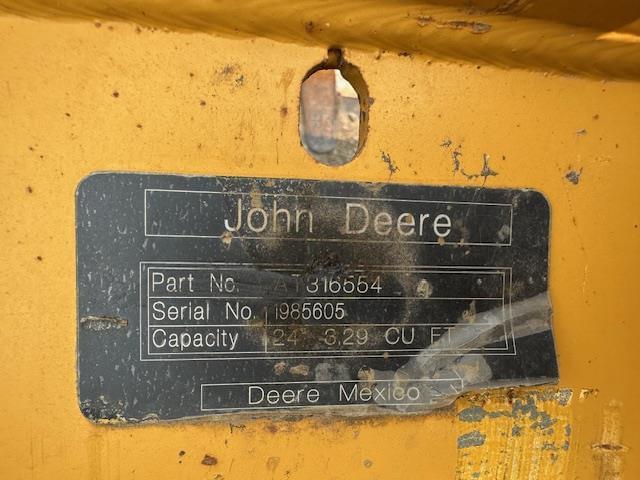 John Deere
Part No. AT316554
Serial No. 1985605
Capacity 24" 3.29 CU FT
Deere Mexico